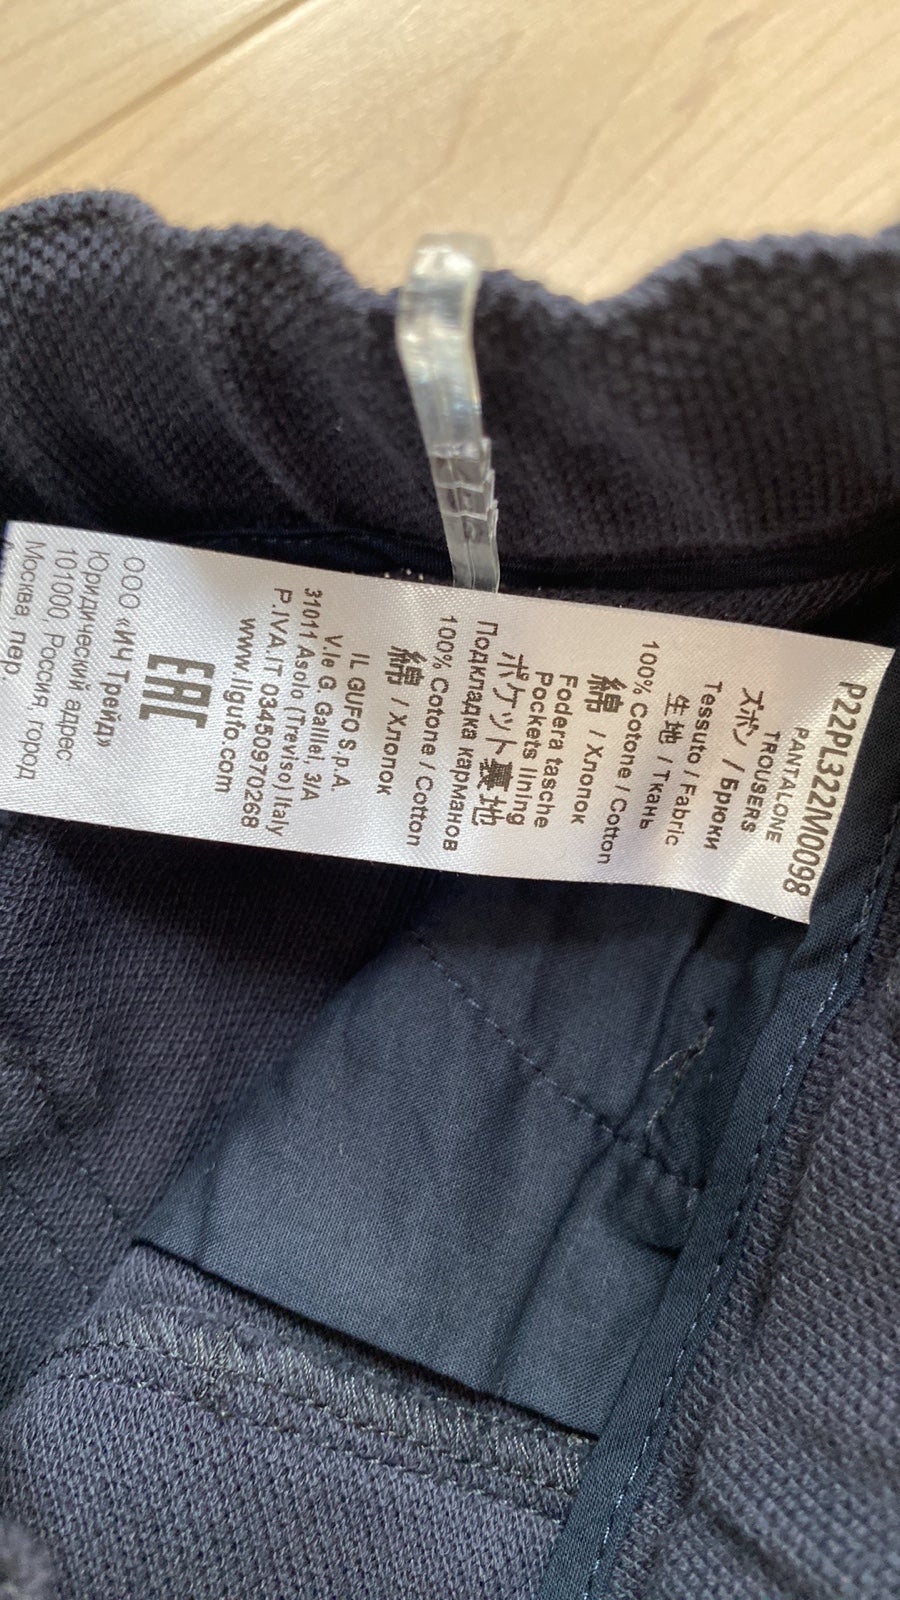 P22PL322M0098
PANTALONE
TROUSERS
ズボン / Брюки
Tessuto / Fabric
生地 / Ткань
100% Cotone / Cotton
綿 / Хлопок
Fodera tasche
Pockets lining
ポケット裏地
Подкладка карманов
100% Cotone / Cotton
綿 / Хлопок
IL GUFO S.p.A.
V.le G. Galilei, 3/A
31011 Asolo (Treviso) Italy
P.IVA.IT 03450970268
www.ilgufo.com
EAC
ООО «ИЧ Трейд»
Юридический адрес
101000, Россия, город
Москва, пер.